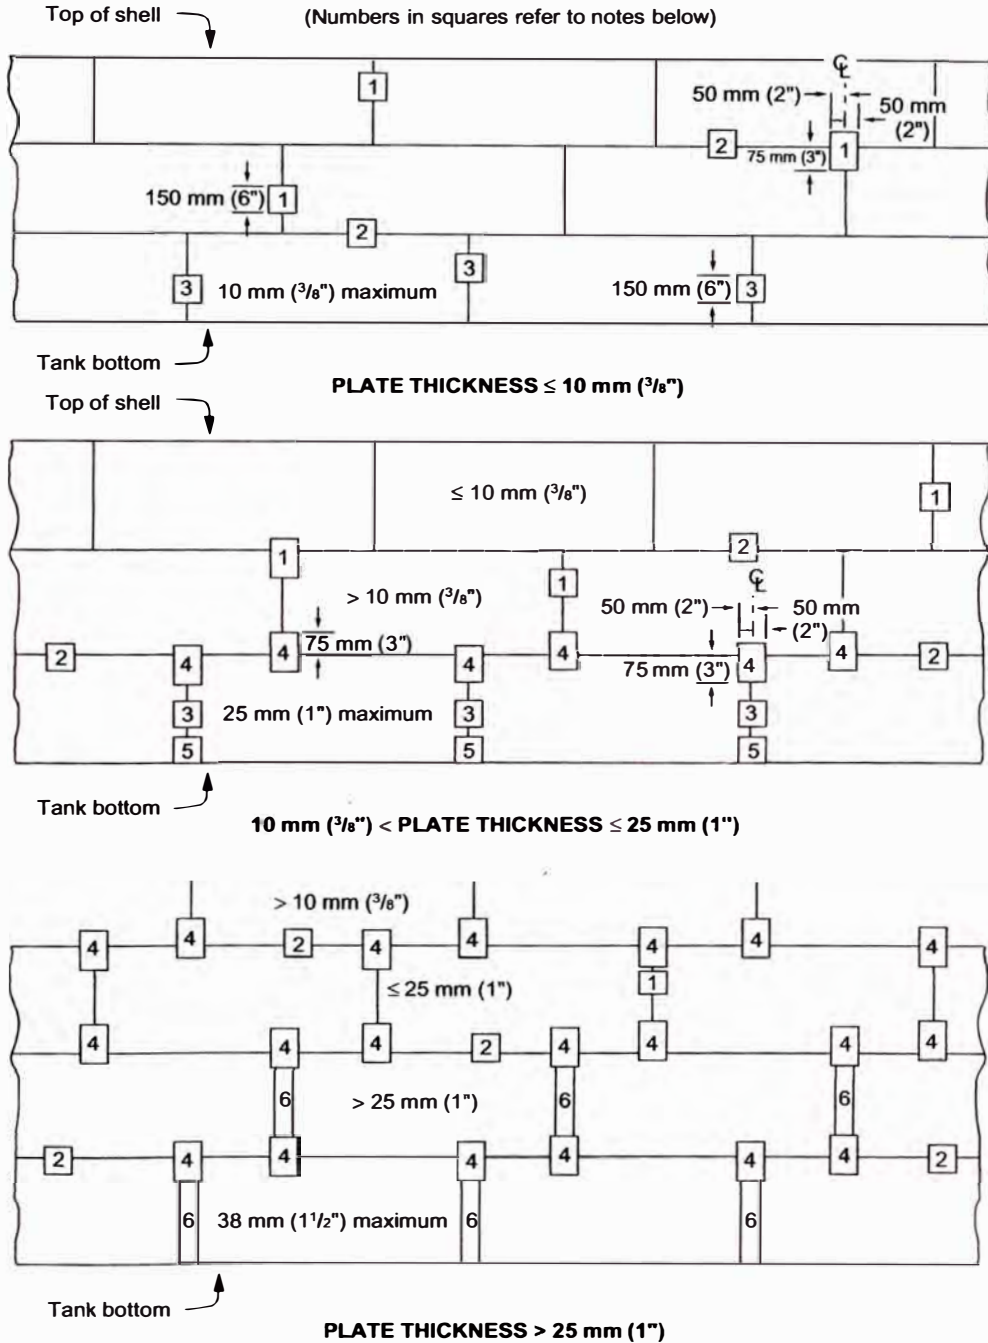 Top of shell
(Numbers in squares refer to notes below)
℄
1
50 mm (2")
50 mm
(2")
2
75 mm (3")
1
150 mm (6")
1
2
3
10 mm (3/8") maximum
3
150 mm (6")
3
Tank bottom
PLATE THICKNESS ≤ 10 mm (3/8")
Top of shell
≤ 10 mm (3/8")
1
1
2
> 10 mm (3/8")
1
℄
50 mm (2")
50 mm
(2")
2
4
75 mm (3")
4
4
75 mm (3")
4
4
4
2
3
25 mm (1") maximum
3
3
5
5
5
Tank bottom
10 mm (3/8") < PLATE THICKNESS ≤ 25 mm (1")
> 10 mm (3/8")
4
4
2
4
4
4
4
4
≤ 25 mm (1")
1
4
4
4
2
4
4
4
4
6
> 25 mm (1")
6
6
2
4
4
4
4
4
4
2
6
38 mm (1 1/2") maximum
6
6
Tank bottom
PLATE THICKNESS > 25 mm (1")